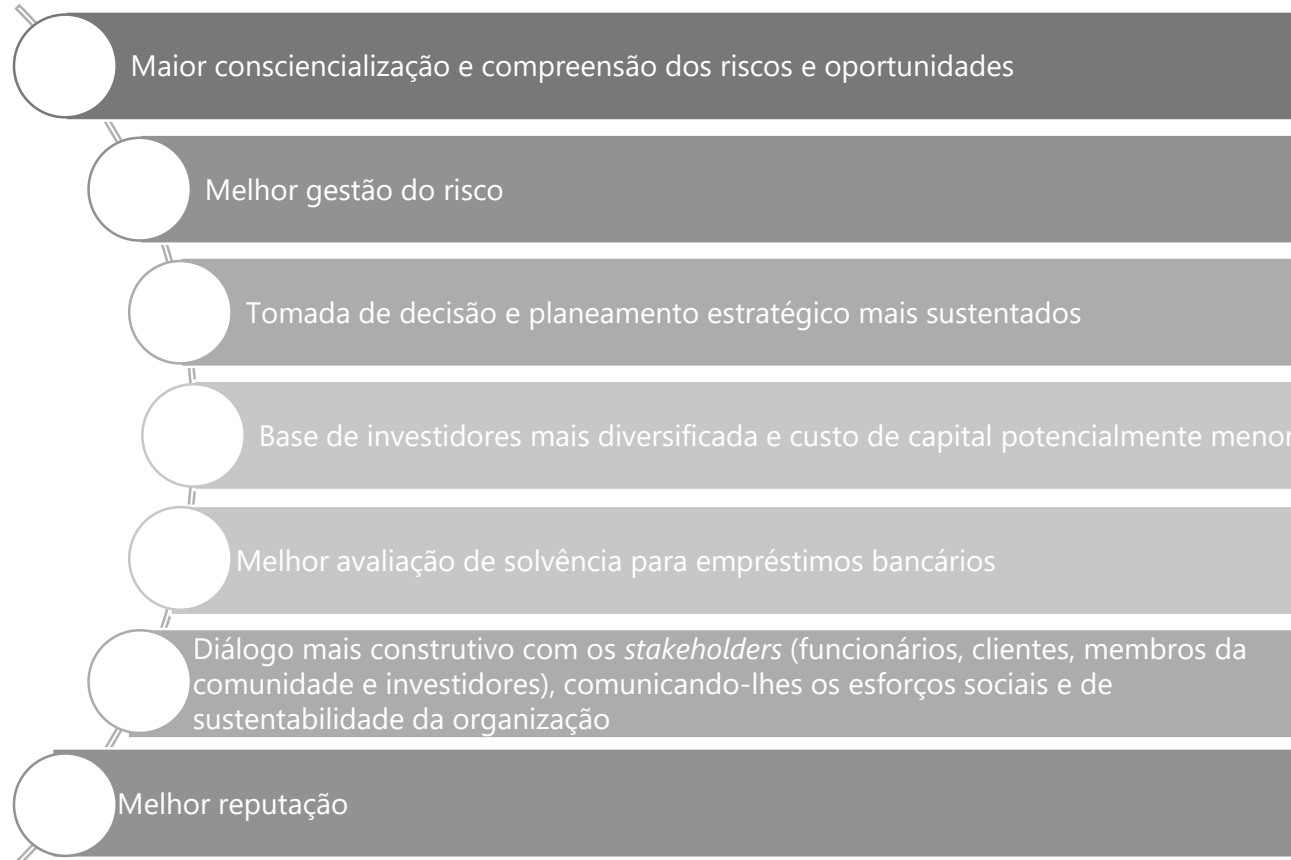 Maior consciencialização e compreensão dos riscos e oportunidades
Melhor gestão do risco
Tomada de decisão e planeamento estratégico mais sustentados
Base de investidores mais diversificada e custo de capital potencialmente menor
Melhor avaliação de solvência para empréstimos bancários
Diálogo mais construtivo com os stakeholders (funcionários, clientes, membros da
comunidade e investidores), comunicando-lhes os esforços sociais e de
sustentabilidade da organização
Melhor reputação